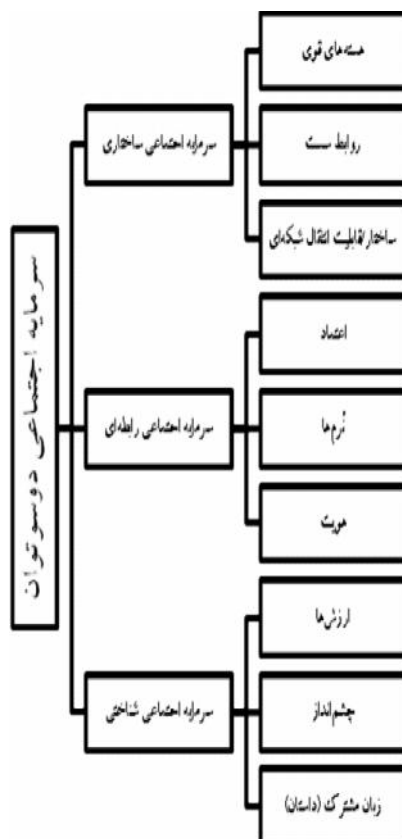 سرمایه اجتماعی دوسوتوان
سرمایه اجتماعی ساختاری
هسته‌های قوی
روابط سست
ساختار/قابلیت انتقال شبکه‌ای
سرمایه اجتماعی رابطه‌ای
اعتماد
نُرم‌ها
هویت
سرمایه اجتماعی شناختی
ارزش‌ها
چشم‌انداز
زبان مشترک (داستان)